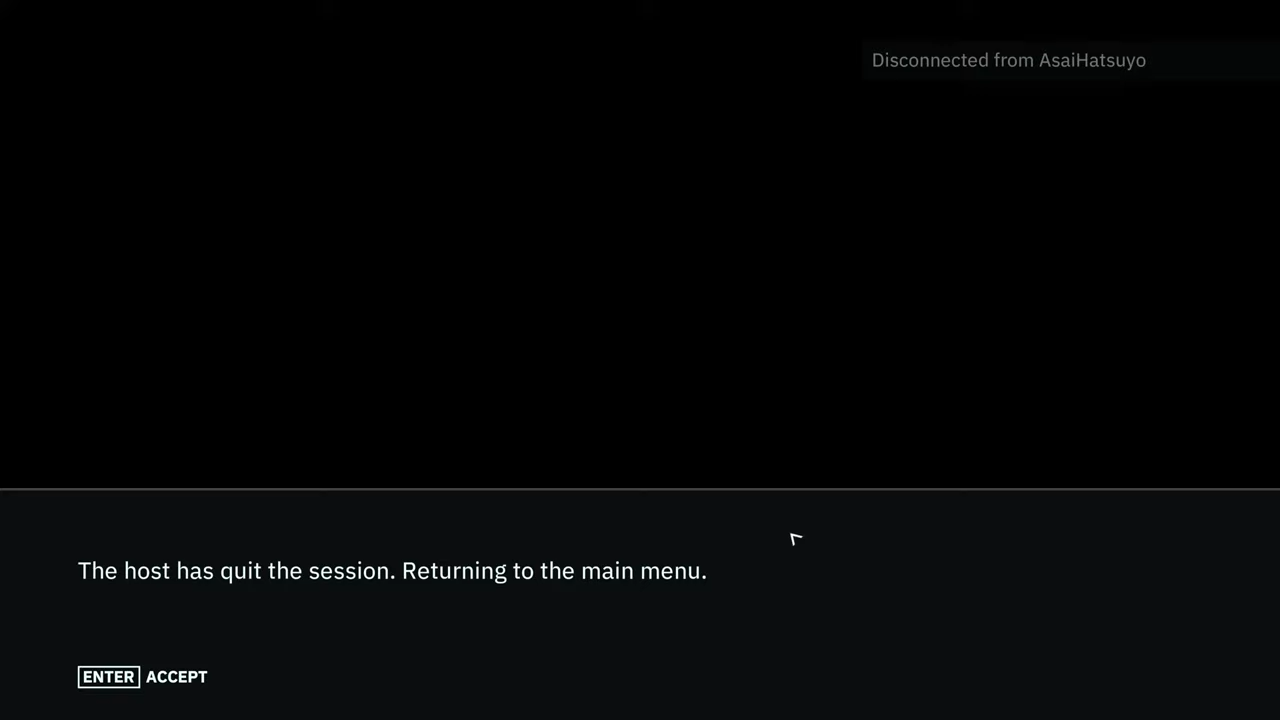 Disconnected from AsaiHatsuyo
The host has quit the session. Returning to the main menu.
ENTER ACCEPT